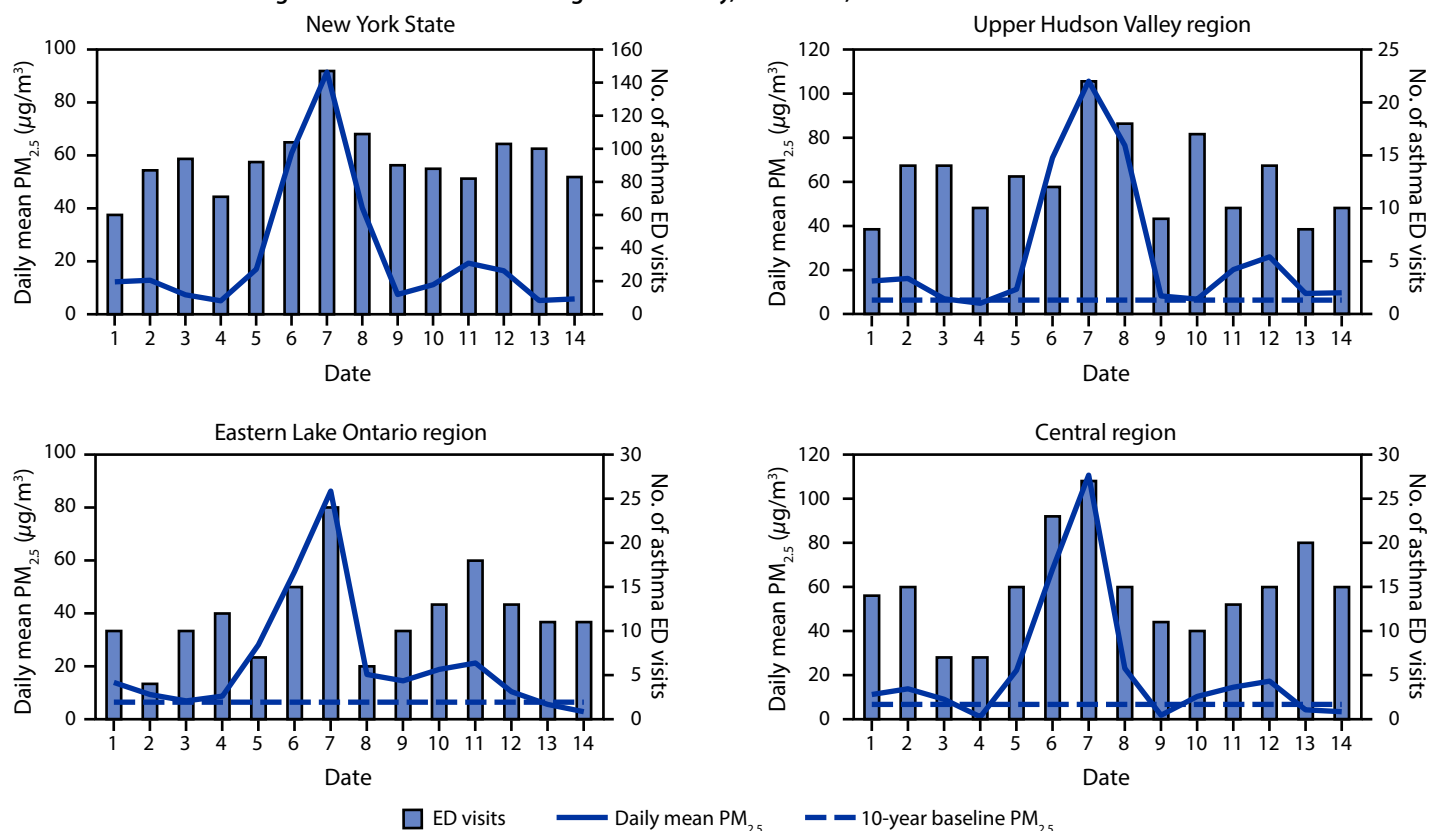 New York State
Daily mean PM2.5 (µg/m³)
100
80
60
40
20
0
160
140
120
100
80
60
40
20
0
No. of asthma ED visits
1 2 3 4 5 6 7 8 9 10 11 12 13 14
Date
Upper Hudson Valley region
Daily mean PM2.5 (µg/m³)
120
100
80
60
40
20
0
25
20
15
10
5
0
No. of asthma ED visits
1 2 3 4 5 6 7 8 9 10 11 12 13 14
Date
Eastern Lake Ontario region
Daily mean PM2.5 (µg/m³)
100
80
60
40
20
0
30
25
20
15
10
5
0
No. of asthma ED visits
1 2 3 4 5 6 7 8 9 10 11 12 13 14
Date
Central region
Daily mean PM2.5 (µg/m³)
120
100
80
60
40
20
0
30
25
20
15
10
5
0
No. of asthma ED visits
1 2 3 4 5 6 7 8 9 10 11 12 13 14
Date
ED visits
Daily mean PM2.5
10-year baseline PM2.5